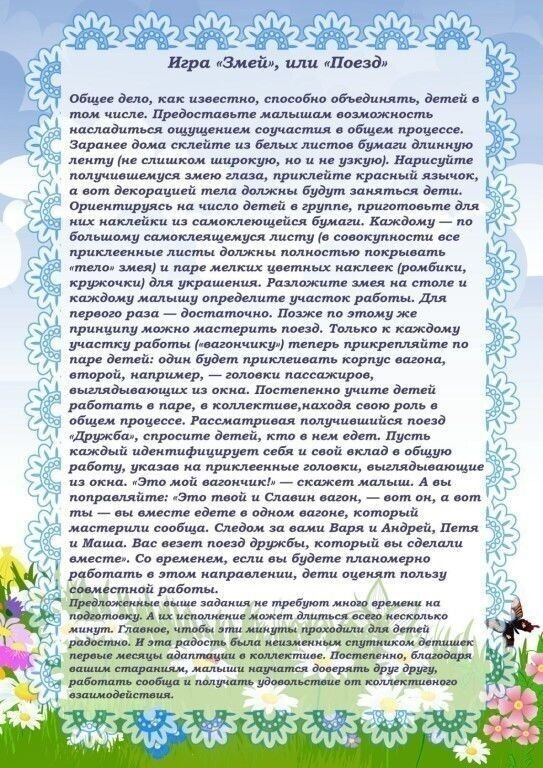 Игра «Змей», или «Поезд»
Общее дело, как известно, способно объединять, детей в
том числе. Предоставьте малышам возможность
насладиться ощущением соучастия в общем процессе.
Заранее дома склейте из белых листов бумаги длинную
ленту (не слишком широкую, но и не узкую). Нарисуйте
получившемуся змею глаза, приклейте красный язычок,
а вот декорацией тела должны будут заняться дети.
Ориентируясь на число детей в группе, приготовьте для
них наклейки из самоклеющейся бумаги. Каждому — по
большому самоклеящемуся листу (в совокупности все
приклеенные листы должны полностью покрывать
«тело» змея) и паре мелких цветных наклеек (ромбики,
кружочки) для украшения. Разложите змея на столе и
каждому малышу определите участок работы. Для
первого раза — достаточно. Позже по этому же
принципу можно мастерить поезд. Только к каждому
участку работы («вагончику») теперь прикрепляйте по
паре детей: один будет приклеивать корпус вагона,
второй, например, — головки пассажиров,
выглядывающих из окна. Постепенно учите детей
работать в паре, в коллективе,находя свою роль в
общем процессе. Рассматривая получившийся поезд
«Дружба», спросите детей, кто в нем едет. Пусть
каждый идентифицирует себя и свой вклад в общую
работу, указав на приклеенные головки, выглядывающие
из окна. «Это мой вагончик!» — скажет малыш. А вы
поправляйте: «Это твой и Славин вагон, — вот он, а вот
ты — вы вместе едете в одном вагоне, который
мастерили сообща. Следом за вами Варя и Андрей, Петя
и Маша. Вас везет поезд дружбы, который вы сделали
вместе». Со временем, если вы будете планомерно
работать в этом направлении, дети оценят пользу
совместной работы.
Предложенные выше задания не требуют много времени на
подготовку. А их исполнение может длиться всего несколько
минут. Главное, чтобы эти минуты проходили для детей
радостно. И эта радость была неизменным спутником детишек
первые месяцы адаптации в коллективе. Постепенно, благодаря
вашим стараниям, малыши научатся доверять друг другу,
работать сообща и получать удовольствие от коллективного
взаимодействия.